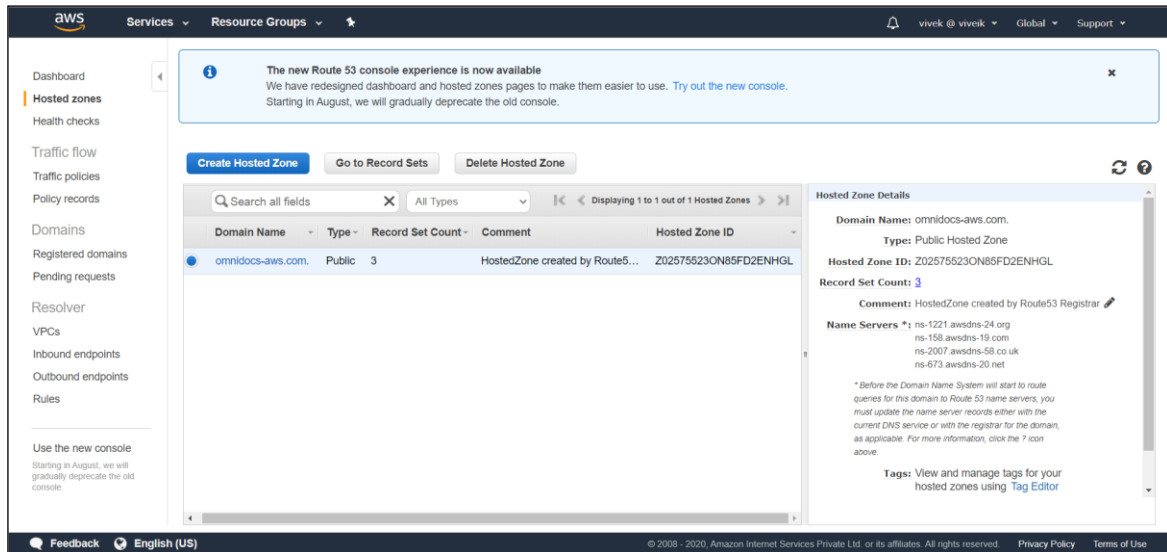 aws
Services
Resource Groups
vivek @ viveik
Global
Support
Dashboard
Hosted zones
Health checks
Traffic flow
Traffic policies
Policy records
Domains
Registered domains
Pending requests
Resolver
VPCs
Inbound endpoints
Outbound endpoints
Rules
Use the new console
Starting in August, we will
gradually deprecate the old
console.
The new Route 53 console experience is now available
We have redesigned dashboard and hosted zones pages to make them easier to use. Try out the new console.
Starting in August, we will gradually deprecate the old console.
Create Hosted Zone
Go to Record Sets
Delete Hosted Zone
Search all fields
All Types
Displaying 1 to 1 out of 1 Hosted Zones
Domain Name Type Record Set Count Comment Hosted Zone ID
omnidocs-aws.com. Public 3 HostedZone created by Route5... Z02575523ON85FD2ENHGL
Hosted Zone Details
Domain Name: omnidocs-aws.com.
Type: Public Hosted Zone
Hosted Zone ID: Z02575523ON85FD2ENHGL
Record Set Count: 3
Comment: HostedZone created by Route53 Registrar
Name Servers *: ns-1221.awsdns-24.org
ns-158.awsdns-19.com
ns-2007.awsdns-58.co.uk
ns-673.awsdns-20.net
* Before the Domain Name System will start to route
queries for this domain to Route 53 name servers, you
must update the name server records either with the
current DNS service or with the registrar for the domain,
as applicable. For more information, click the ? icon
above.
Tags: View and manage tags for your
hosted zones using Tag Editor
Feedback
English (US)
© 2008 - 2020, Amazon Internet Services Private Ltd. or its affiliates. All rights reserved.
Privacy Policy
Terms of Use